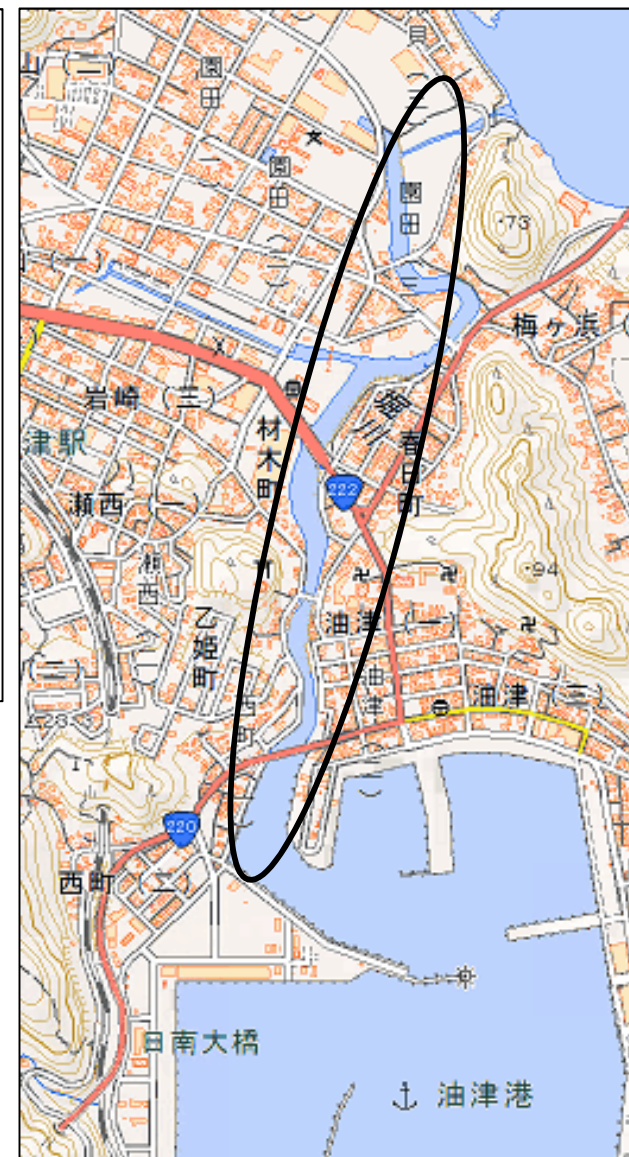 園田
園田
(二)
園田
・73
梅ヶ浜
岩崎(三)
津駅
材木町
堀川
春日町
222
瀬西(一)
瀬西
・94
乙姫町
油津(一)
油津
油津(三)
西町
220
西町(二)
日南大橋
油津港